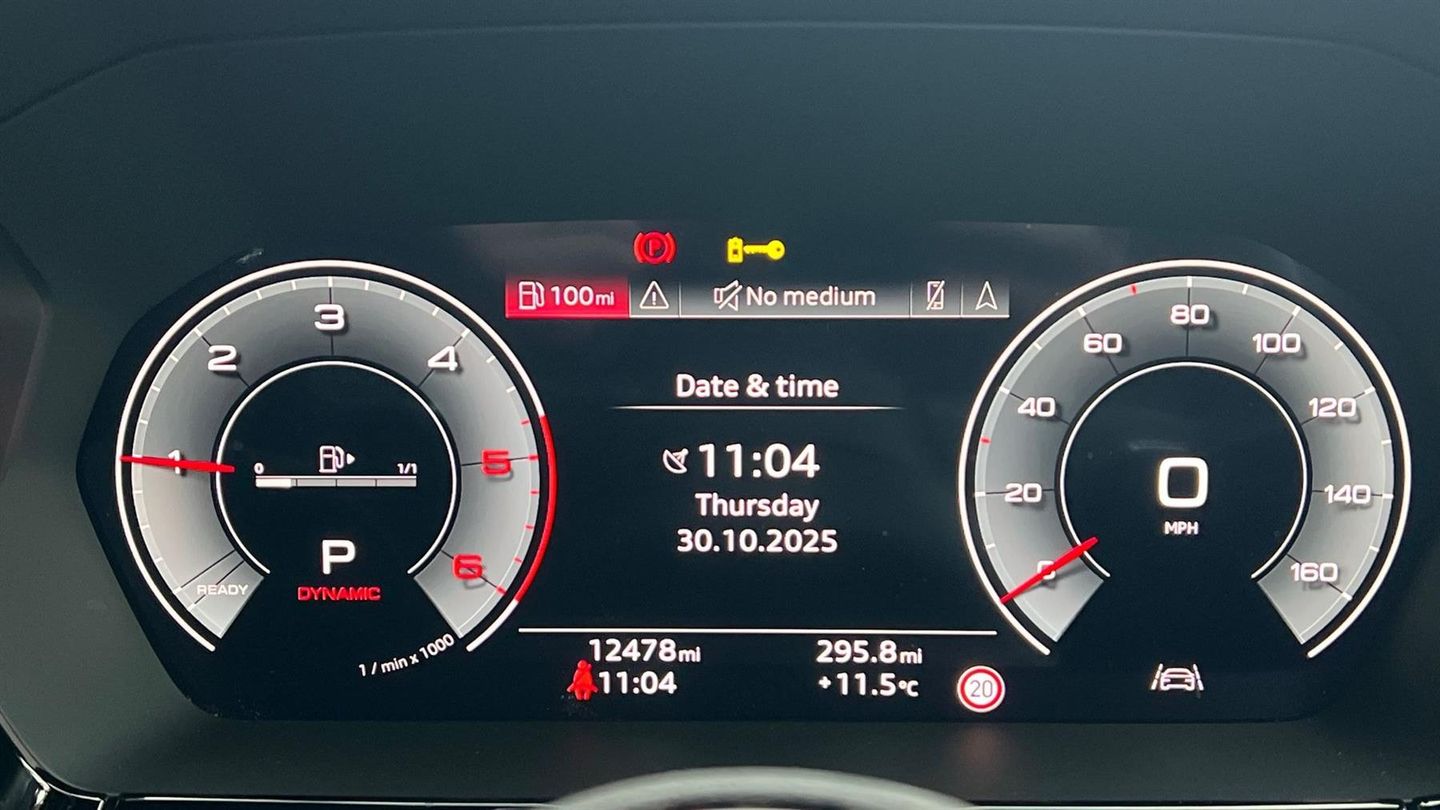 P
100mi
No medium
1
2
3
4
5
6
0
1/1
P
DYNAMIC
READY
1 / min x 1000
Date & time
11:04
Thursday
30.10.2025
12478mi
295.8mi
11:04
+11.5°C
20
0
20
40
60
80
100
120
140
160
0
MPH